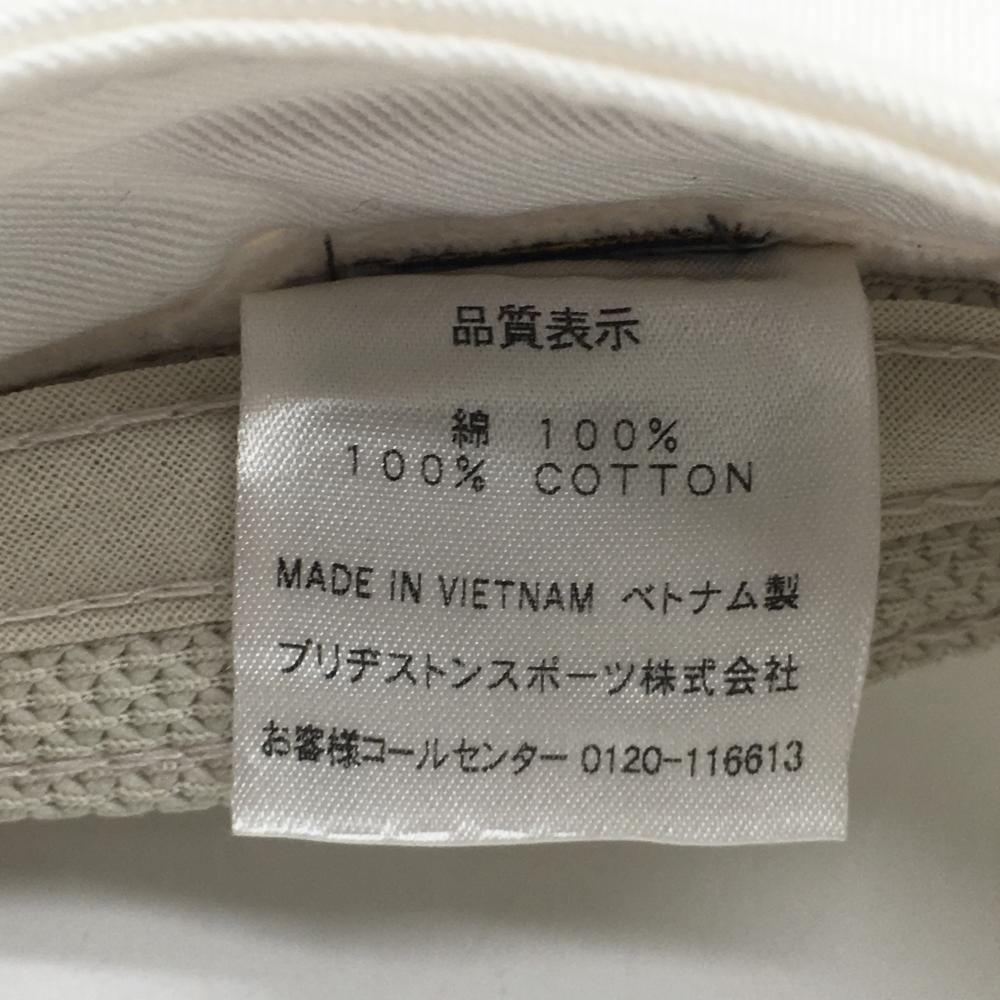 品質表示
綿 100%
100% COTTON
MADE IN VIETNAM ベトナム製
ブリヂストンスポーツ株式会社
お客様コールセンター 0120-116613